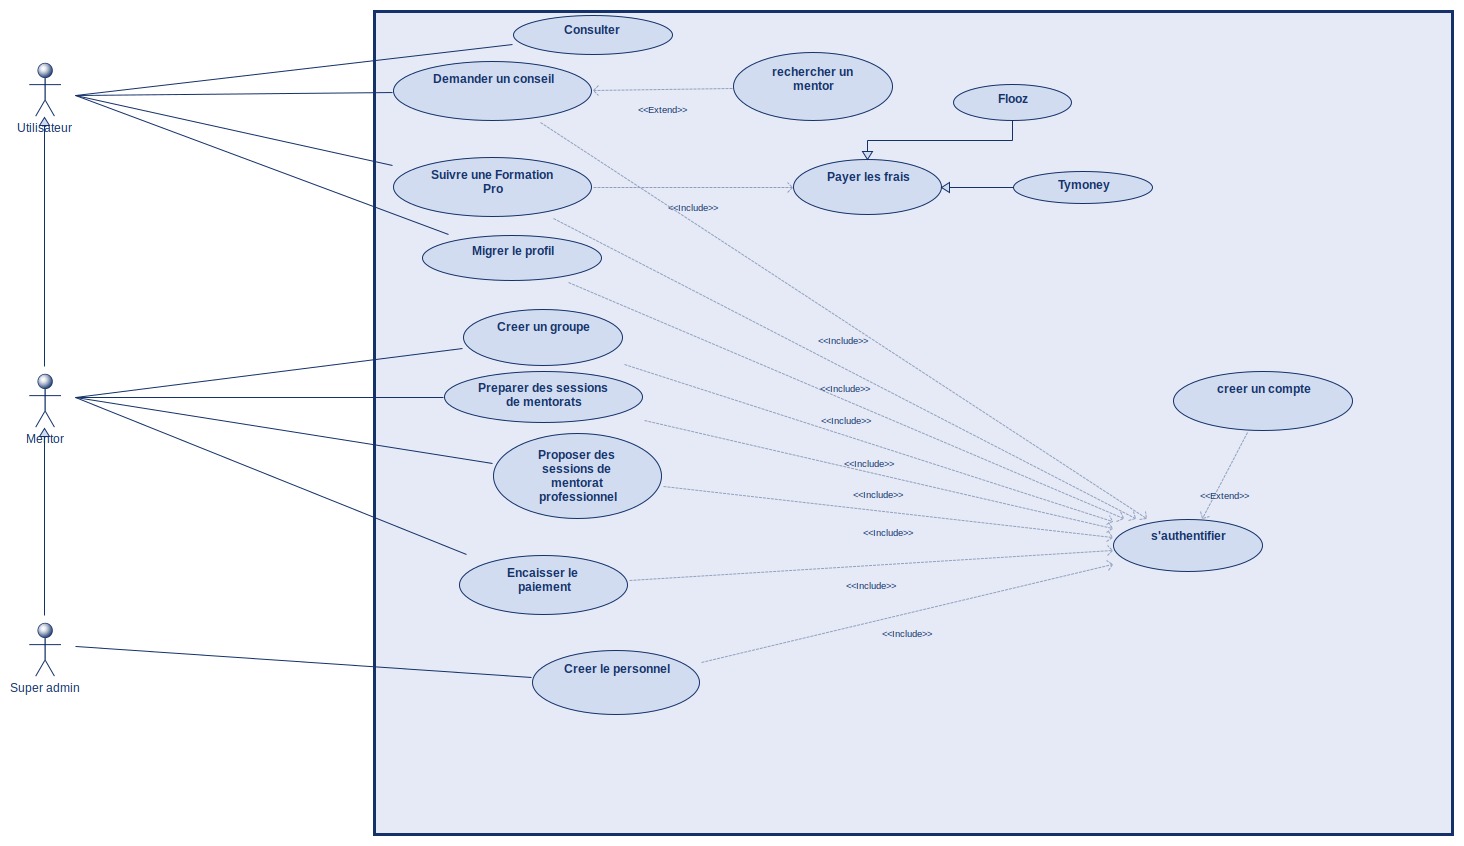 Consulter
Demander un conseil
rechercher un
mentor
<<Extend>>
Flooz
Utilisateur
Suivre une Formation
Pro
Payer les frais
Tymoney
<<Include>>
Migrer le profil
Creer un groupe
<<Include>>
Preparer des sessions
de mentorats
<<Include>>
creer un compte
<<Include>>
Mentor
Proposer des
sessions de
mentorat
professionnel
<<Include>>
<<Include>>
<<Extend>>
<<Include>>
s'authentifier
Encaisser le
paiement
<<Include>>
<<Include>>
Creer le personnel
Super admin